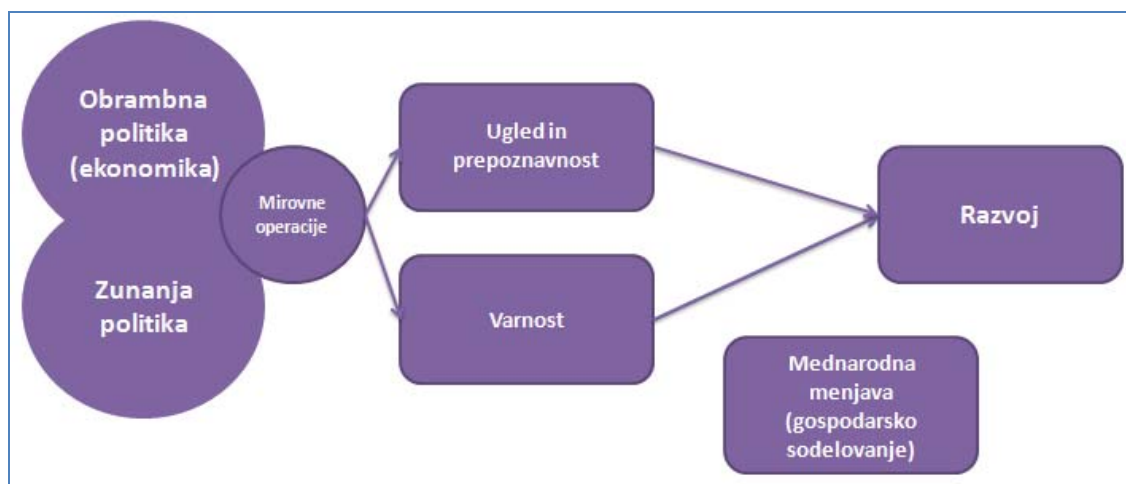 Obrambna
politika
(ekonomika)
Zunanja
politika
Mirovne
operacije
Ugled in
prepoznavnost
Varnost
Razvoj
Mednarodna
menjava
(gospodarsko
sodelovanje)